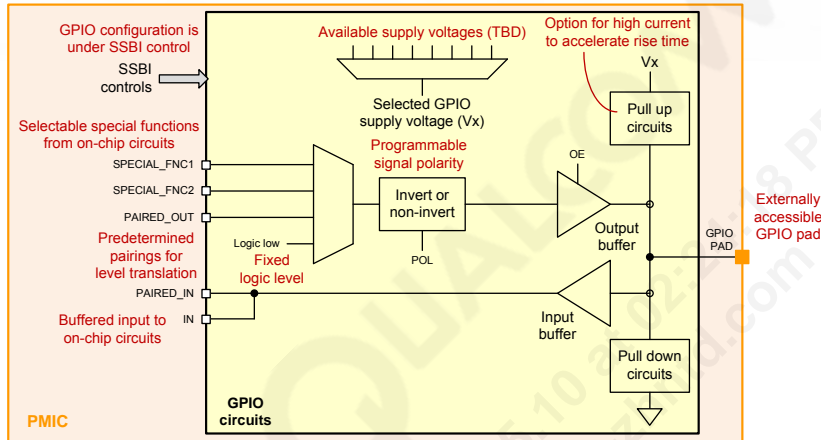 GPIO configuration is
under SSBI control
SSBI
controls
Available supply voltages (TBD)
Selected GPIO
supply voltage (Vx)
Option for high current
to accelerate rise time
Vx
Pull up
circuits
Selectable special functions
from on-chip circuits
SPECIAL_FNC1
SPECIAL_FNC2
PAIRED_OUT
Logic low
Fixed
logic level
Programmable
signal polarity
Invert or
non-invert
POL
OE
Output
buffer
GPIO
PAD
Externally
accessible
GPIO pad
Predetermined
pairings for
level translation
PAIRED_IN
IN
Buffered input to
on-chip circuits
Input
buffer
Pull down
circuits
GPIO
circuits
PMIC
QUALCOMM